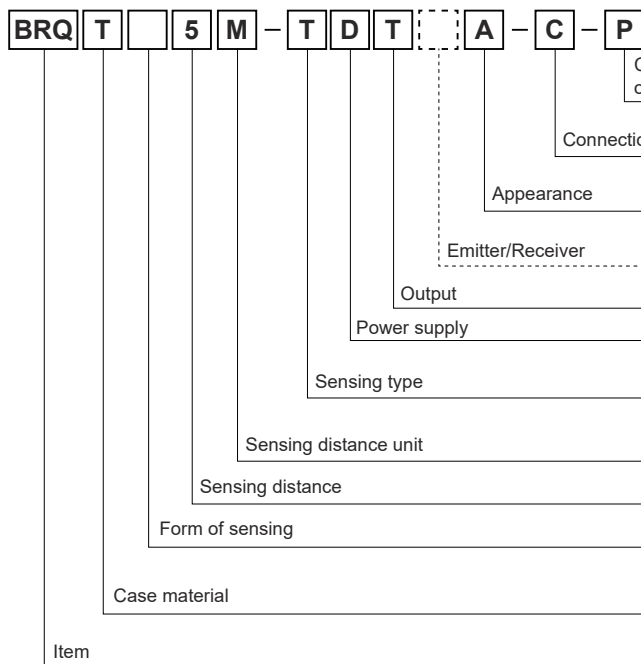 BRQ T 5 M - T D T A - C - P
Appearance
Emitter/Receiver
Output
Power supply
Sensing type
Sensing distance unit
Sensing distance
Form of sensing
Case material
Item